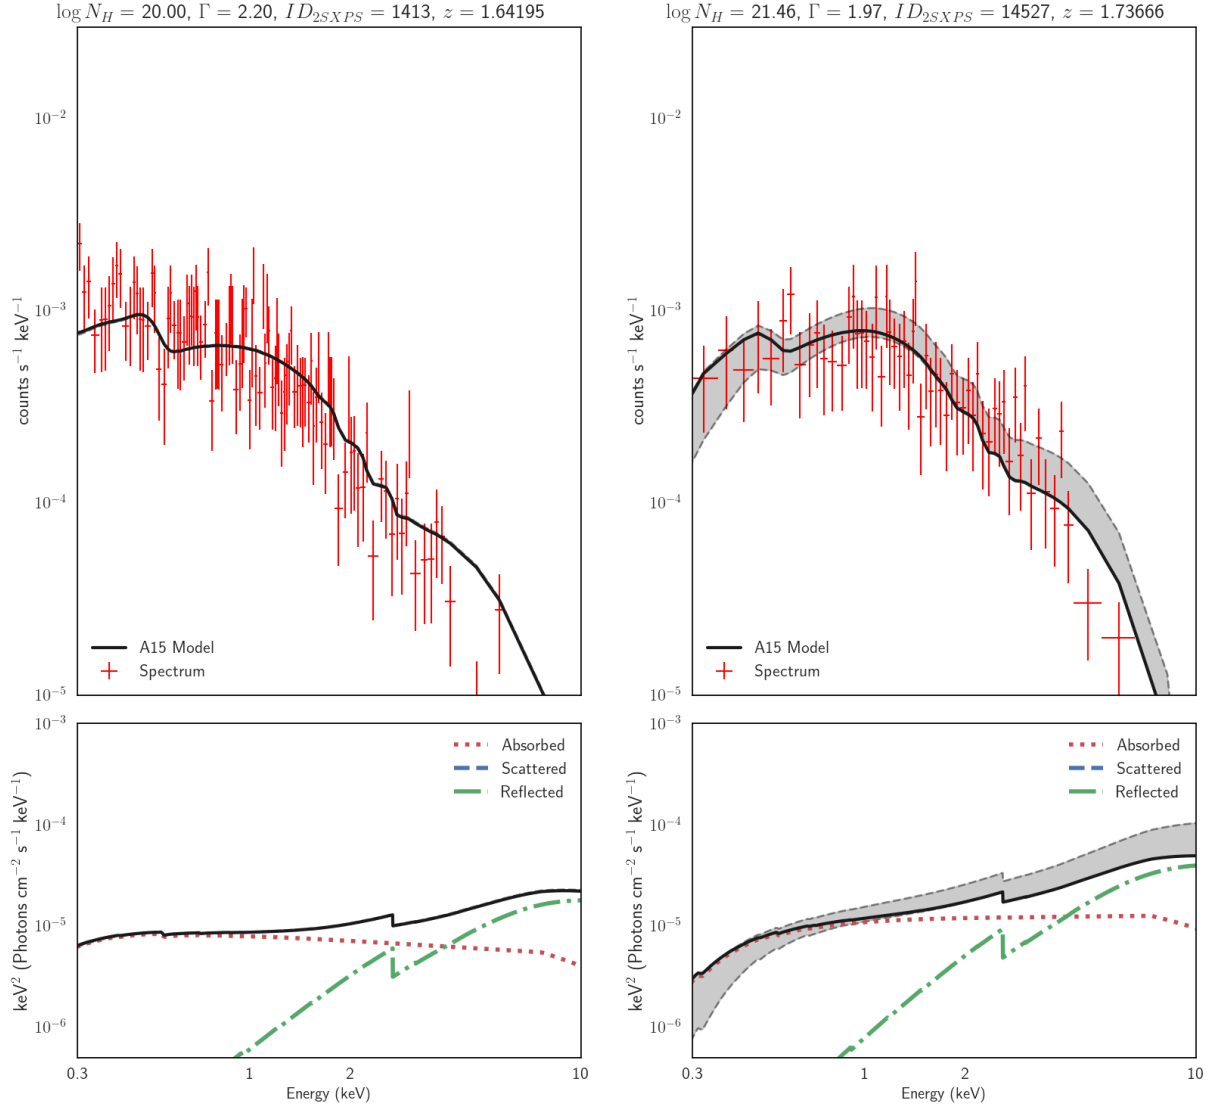 log N_H = 20.00, Γ = 2.20, ID_2SXPS = 1413, z = 1.64195
10⁻²
10⁻³
10⁻⁴
10⁻⁵
counts s⁻¹ keV⁻¹
A15 Model
Spectrum
log N_H = 21.46, Γ = 1.97, ID_2SXPS = 14527, z = 1.73666
10⁻²
10⁻³
10⁻⁴
10⁻⁵
counts s⁻¹ keV⁻¹
A15 Model
Spectrum
10⁻³
10⁻⁴
10⁻⁵
10⁻⁶
keV² (Photons cm⁻² s⁻¹ keV⁻¹)
Absorbed
Scattered
Reflected
0.3 1 2 10
Energy (keV)
10⁻³
10⁻⁴
10⁻⁵
10⁻⁶
keV² (Photons cm⁻² s⁻¹ keV⁻¹)
Absorbed
Scattered
Reflected
0.3 1 2 10
Energy (keV)